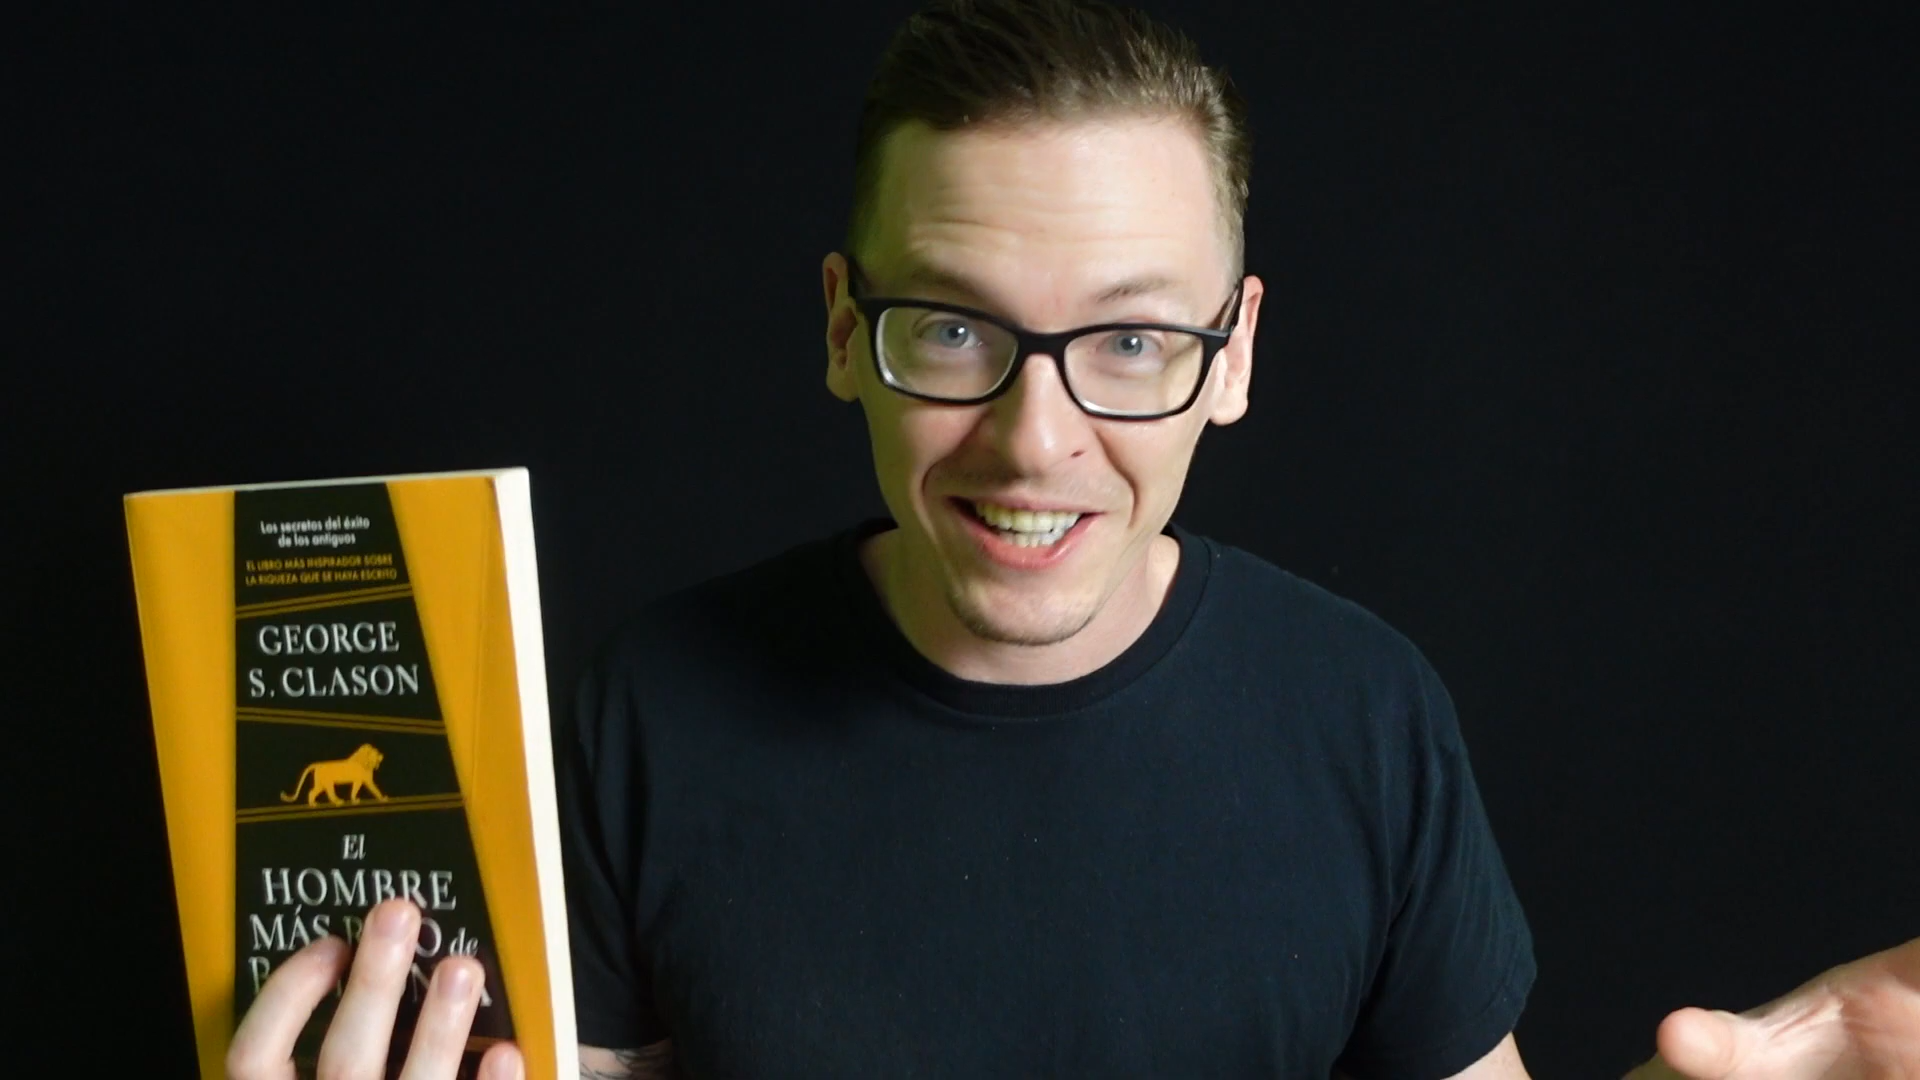 Los secretos del éxito
de los antiguos
EL LIBRO MÁS INSPIRADOR SOBRE
LA RIQUEZA QUE SE HAYA ESCRITO
GEORGE
S. CLASON
El
HOMBRE
MÁS de